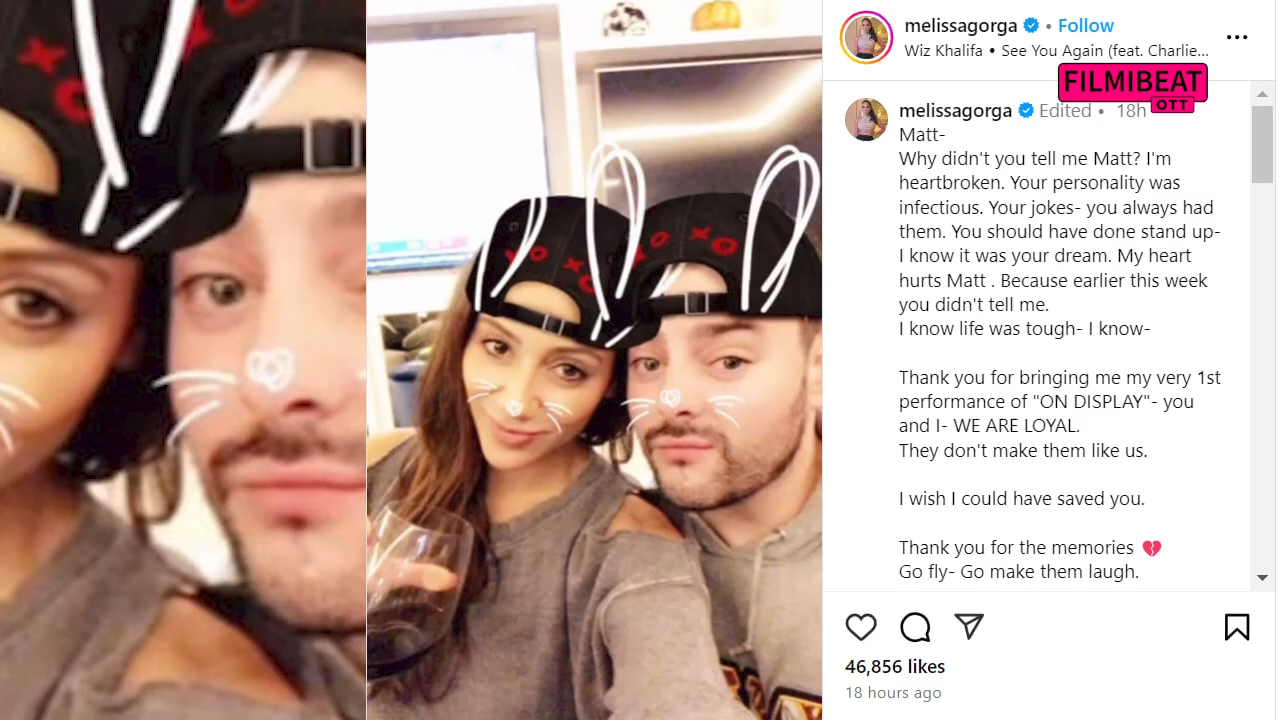 melissagorga • Follow
Wiz Khalifa • See You Again (feat. Charlie...
FILMIBEAT
OTT
melissagorga Edited • 18h
Matt-
Why didn't you tell me Matt? I'm
heartbroken. Your personality was
infectious. Your jokes- you always had
them. You should have done stand up-
I know it was your dream. My heart
hurts Matt . Because earlier this week
you didn't tell me.
I know life was tough- I know-
Thank you for bringing me my very 1st
performance of "ON DISPLAY"- you
and I- WE ARE LOYAL.
They don't make them like us.
I wish I could have saved you.
Thank you for the memories 💔
Go fly- Go make them laugh.
46,856 likes
18 hours ago